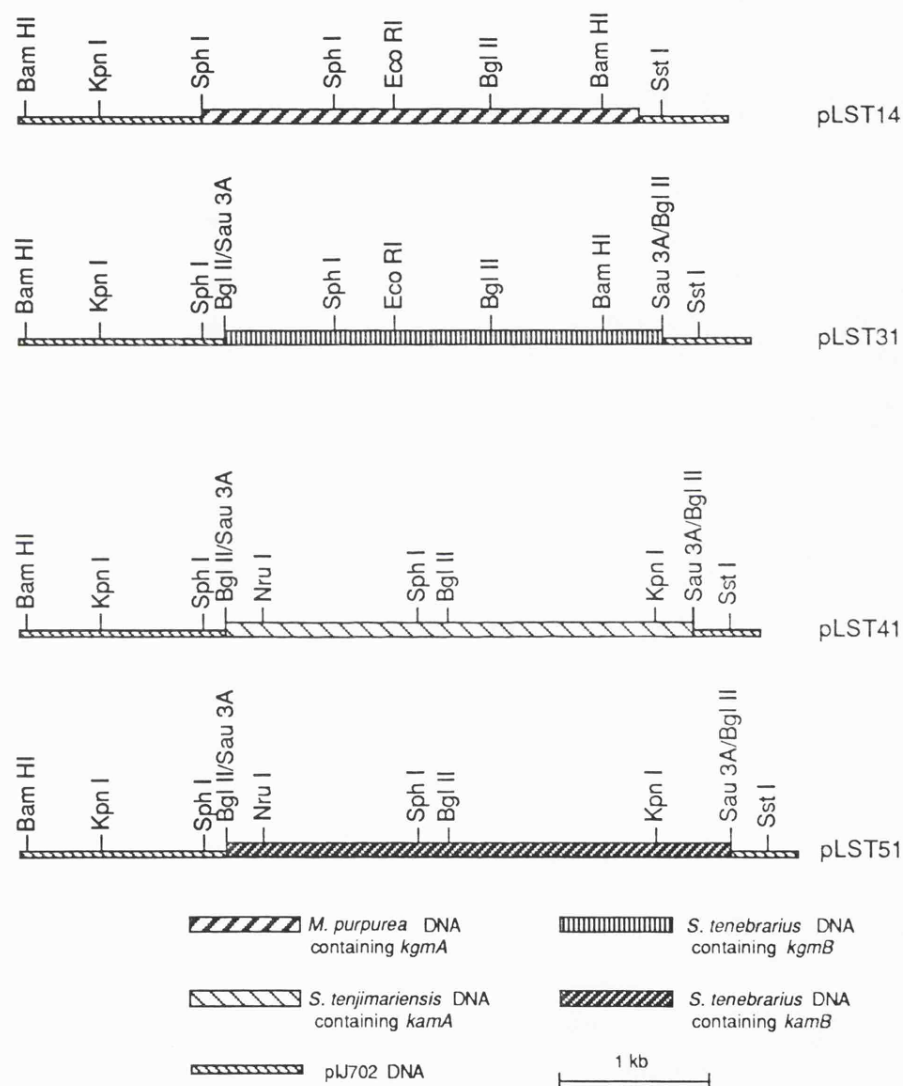 Bam HI Kpn I Sph I Sph I Eco RI Bgl II Bam HI Sst I
pLST14
Bam HI Kpn I Sph I Bgl II/Sau 3A Sph I Eco RI Bgl II Bam HI Sau 3A/Bgl II Sst I
pLST31
Bam HI Kpn I Sph I Bgl II/Sau 3A Nru I Sph I Bgl II Kpn I Sau 3A/Bgl II Sst I
pLST41
Bam HI Kpn I Sph I Bgl II/Sau 3A Nru I Sph I Bgl II Kpn I Sau 3A/Bgl II Sst I
pLST51
M. purpurea DNA
containing kgmA
S. tenebrarius DNA
containing kgmB
S. tenjimariensis DNA
containing kamA
S. tenebrarius DNA
containing kamB
pIJ702 DNA
1 kb